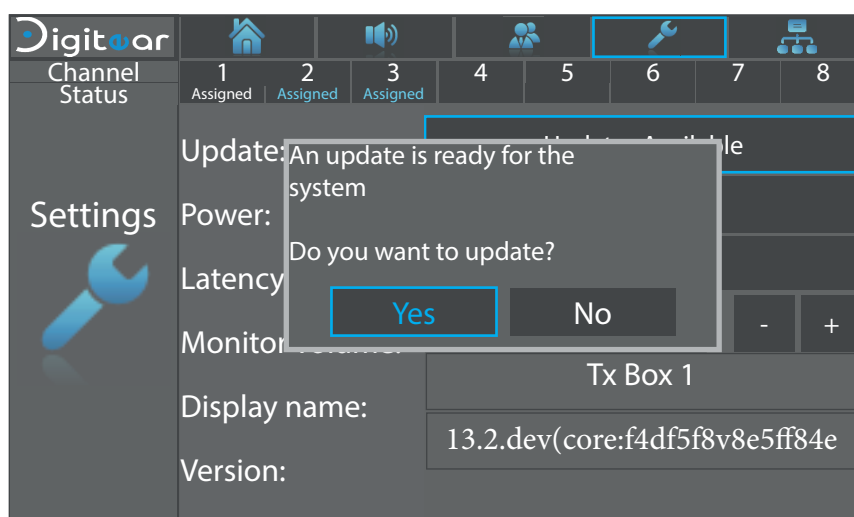 Digitear
Channel 1 2 3 4 5 6 7 8
Status Assigned Assigned Assigned
Update:
An update is ready for the
system
Do you want to update?
Yes No
Settings
Power:
Latency
- +
Tx Box 1
Display name:
13.2.dev(core:f4df5f8v8e5ff84e
Version: